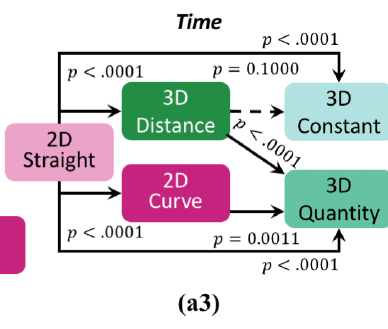 Time
p < .0001
p < .0001
p = 0.1000
3D
Distance
3D
Constant
p < .0001
2D
Straight
2D
Curve
3D
Quantity
p < .0001
p = 0.0011
p < .0001
(a3)